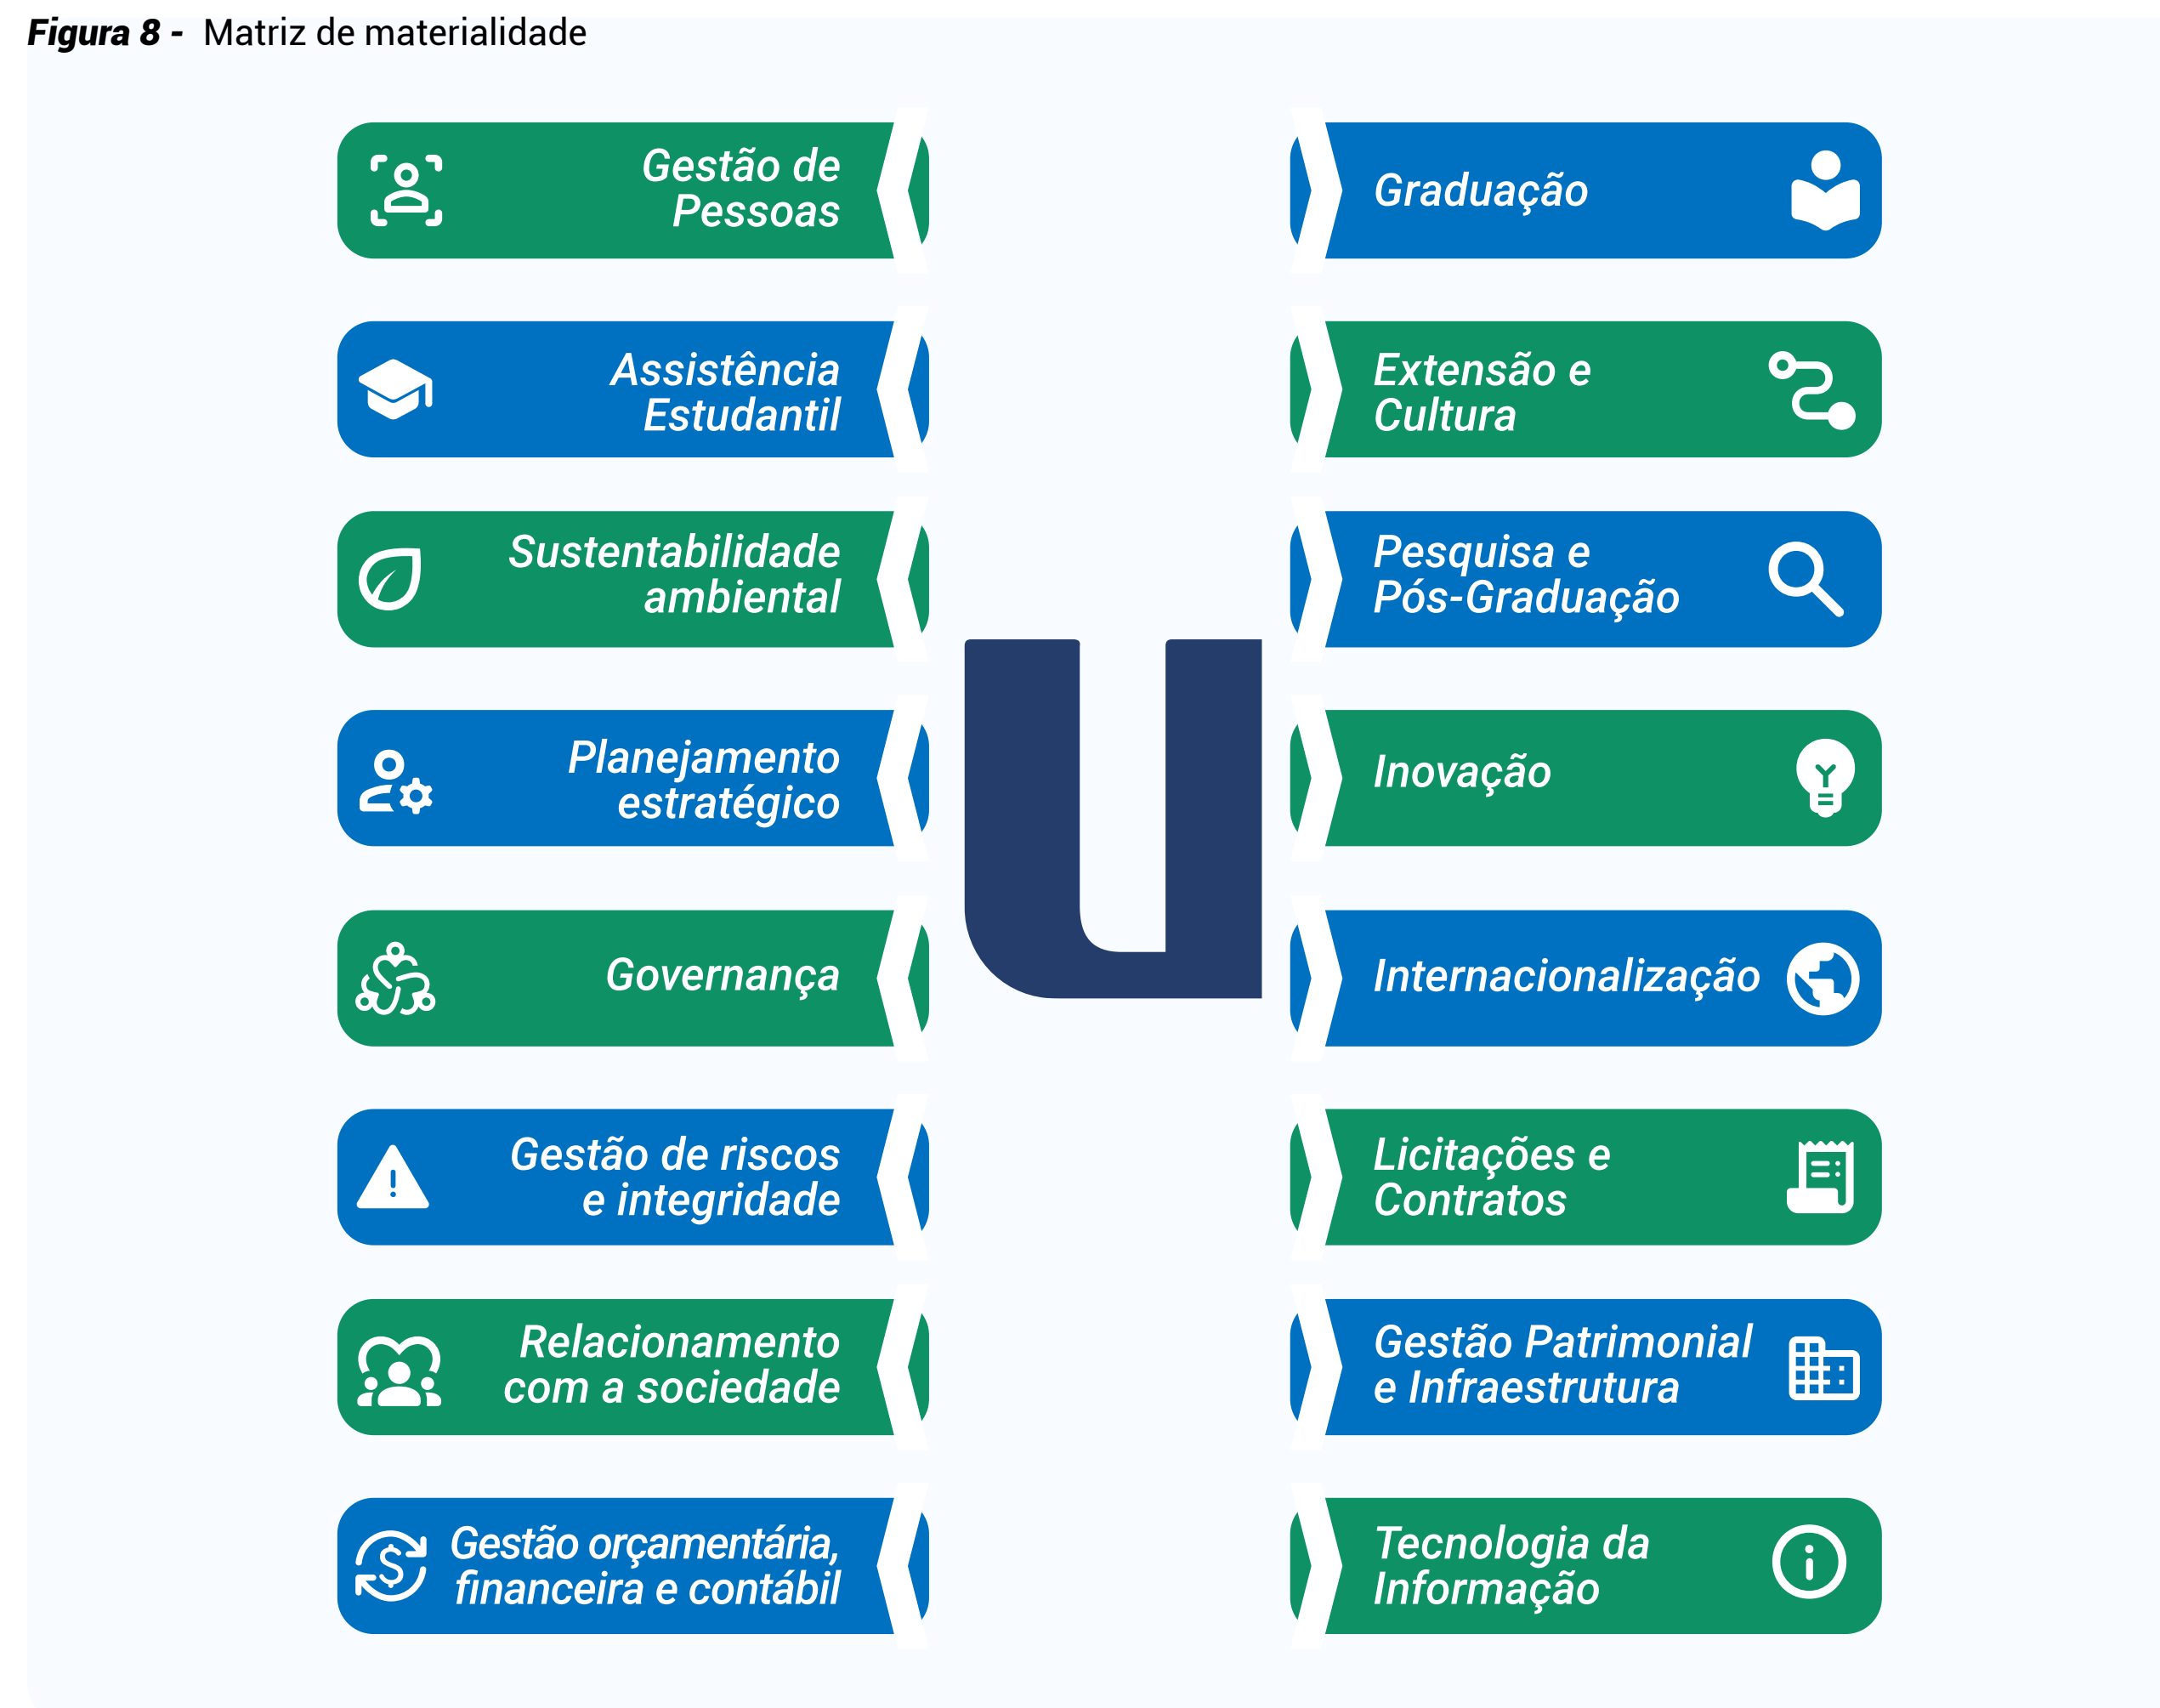 Figura 8 - Matriz de materialidade
Gestão de
Pessoas
Assistência
Estudantil
Sustentabilidade
ambiental
Planejamento
estratégico
Governança
Gestão de riscos
e integridade
Relacionamento
com a sociedade
Gestão orçamentária,
financeira e contábil
u
Graduação
Extensão e
Cultura
Pesquisa e
Pós-Graduação
Inovação
Internacionalização
Licitações e
Contratos
Gestão Patrimonial
e Infraestrutura
Tecnologia da
Informação